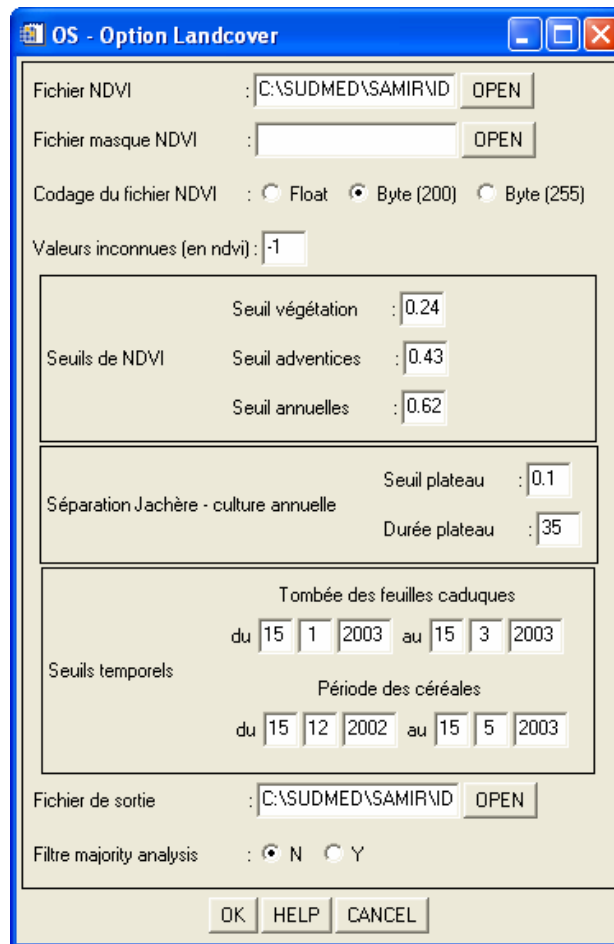 OS - Option Landcover
Fichier NDVI : C:\SUDMED\SAMIR\ID OPEN
Fichier masque NDVI : OPEN
Codage du fichier NDVI : Float Byte (200) Byte (255)
Valeurs inconnues (en ndvi) : -1
Seuils de NDVI
Seuil végétation : 0.24
Seuil adventices : 0.43
Seuil annuelles : 0.62
Séparation Jachère - culture annuelle
Seuil plateau : 0.1
Durée plateau : 35
Seuils temporels
Tombée des feuilles caduques
du 15 1 2003 au 15 3 2003
Période des céréales
du 15 12 2002 au 15 5 2003
Fichier de sortie : C:\SUDMED\SAMIR\ID OPEN
Filtre majority analysis : N Y
OK HELP CANCEL